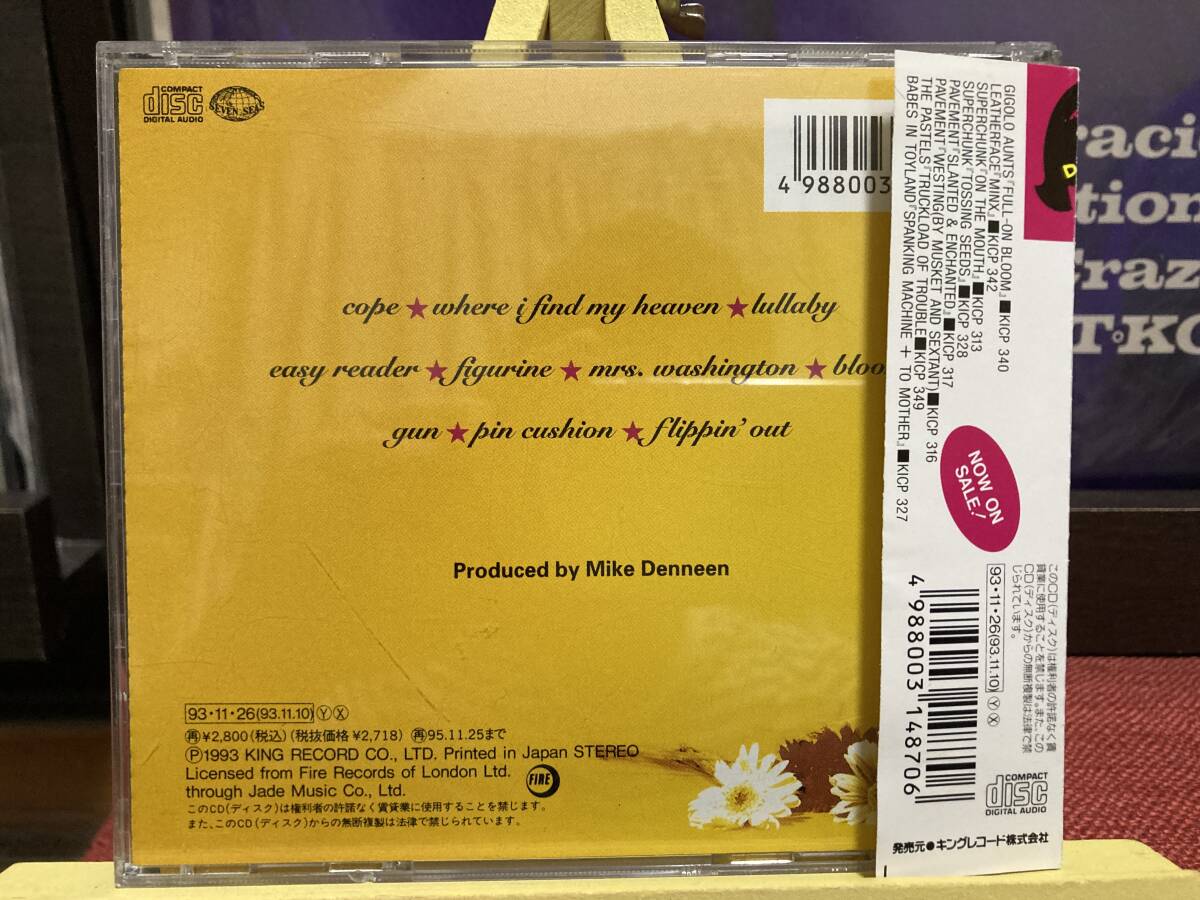 COMPACT
disc
DIGITAL AUDIO
SEVEN SEAS
4 988003
cope ★ where i find my heaven ★ lullaby
easy reader ★ figurine ★ mrs. washington ★ bloo
gun ★ pin cushion ★ flippin' out
Produced by Mike Denneen
93・11・26(93.11.10) Ⓨ Ⓧ
㊢¥2,800(税込)(税抜価格 ¥2,718) 再95.11.25まで
Ⓟ1993 KING RECORD CO., LTD. Printed in Japan STEREO
Licensed from Fire Records of London Ltd.
through Jade Music Co., Ltd.
FIRE
このCD(ディスク)は権利者の許諾なく賃貸業に使用することを禁じます。
また、このCD(ディスク)からの無断複製は法律で禁じられています。
GIGOLO AUNTS『FULL-ON BLOOM』■KICP 340
LEATHERFACE『MINX』■KICP 342
SUPERCHUNK『ON THE MOUTH』■KICP 313
SUPERCHUNK『TOSSING SEEDS』■KICP 328
PAVEMENT『SLANTED & ENCHANTED』■KICP 317
PAVEMENT『WESTING(BY MUSKET AND SEXTANT)■KICP 316
THE PASTELS『TRUCKLOAD OF TROUBLE■KICP 349
BABES IN TOYLAND『SPANKING MACHINE + TO MOTHER』■KICP 327
NOW ON
SALE!
このCD(ディスク)は権利者の許諾なく賃
貸業に使用することを禁じます。また、この
CD(ディスク)からの無断複製は法律で禁
じられています。
93・11・26(93.11.10) Ⓨ Ⓧ
4 988003 148706
COMPACT
disc
DIGITAL AUDIO
発売元●キングレコード株式会社
D
racic
tion
fraz
T・KO